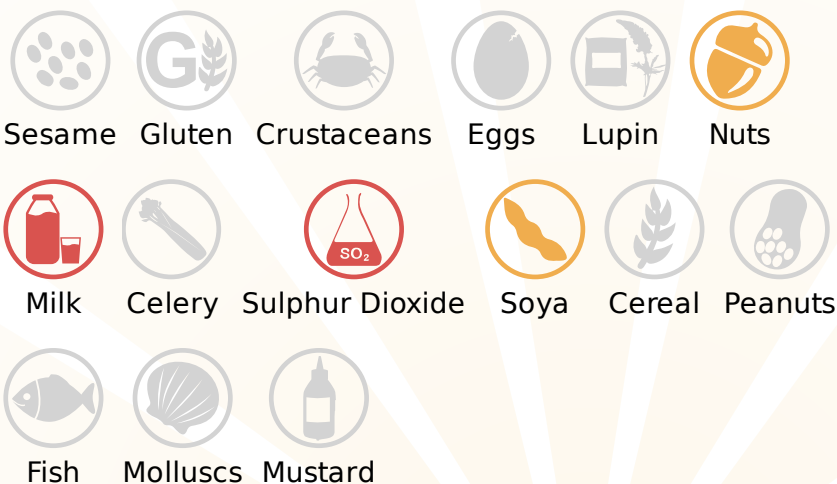 G
Sesame Gluten Crustaceans Eggs Lupin Nuts
SO₂
Milk Celery Sulphur Dioxide Soya Cereal Peanuts
Fish Molluscs Mustard